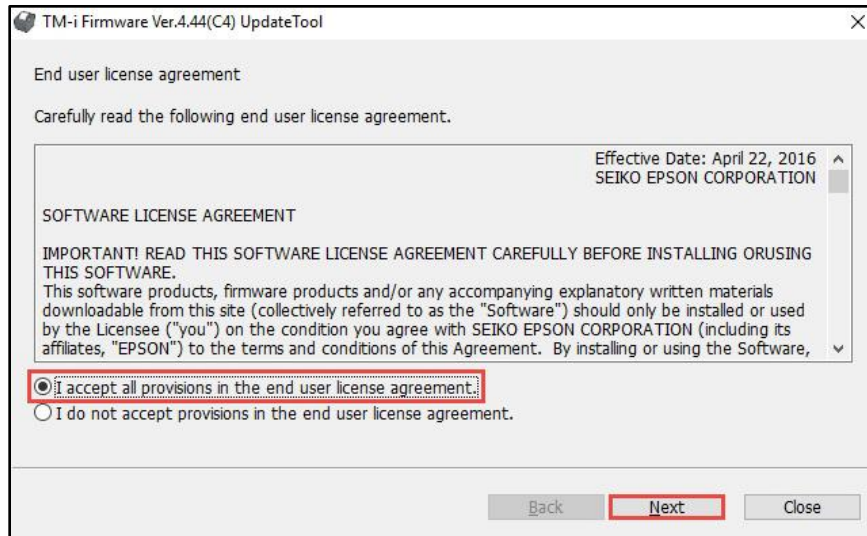 TM-i Firmware Ver.4.44(C4) UpdateTool
End user license agreement
Carefully read the following end user license agreement.
Effective Date: April 22, 2016
SEIKO EPSON CORPORATION
SOFTWARE LICENSE AGREEMENT
IMPORTANT! READ THIS SOFTWARE LICENSE AGREEMENT CAREFULLY BEFORE INSTALLING ORUSING
THIS SOFTWARE.
This software products, firmware products and/or any accompanying explanatory written materials
downloadable from this site (collectively referred to as the "Software") should only be installed or used
by the Licensee ("you") on the condition you agree with SEIKO EPSON CORPORATION (including its
affiliates, "EPSON") to the terms and conditions of this Agreement.  By installing or using the Software,
I accept all provisions in the end user license agreement.
I do not accept provisions in the end user license agreement.
Back Next Close